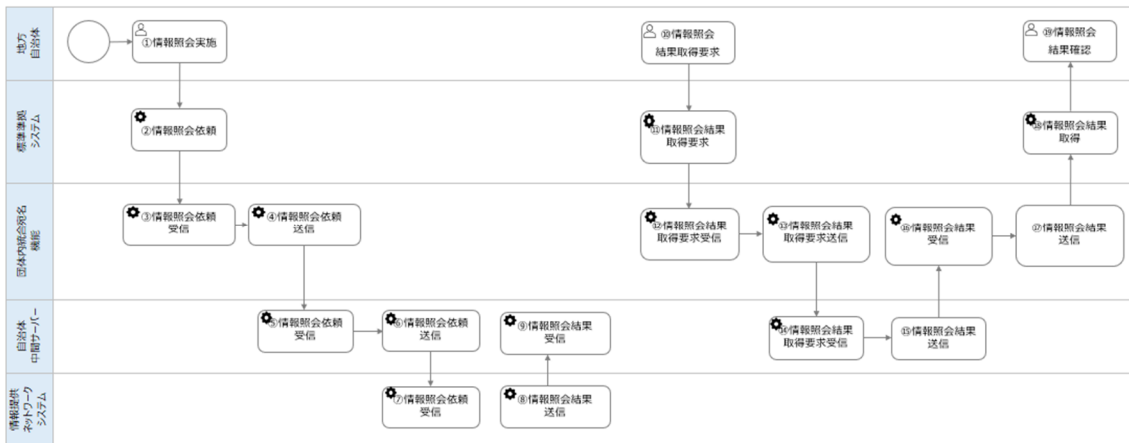 地方
自治体
①情報照会実施
⑩情報照会
結果取得要求
⑲情報照会
結果確認
標準準拠
システム
②情報照会依頼
⑪情報照会結果
取得要求
⑱情報照会結果
取得
団体内統合宛名
機能
③情報照会依頼
受信
④情報照会依頼
送信
⑫情報照会結果
取得要求受信
⑬情報照会結果
取得要求送信
⑯情報照会結果
受信
⑰情報照会結果
送信
自治体
中間サーバー
⑤情報照会依頼
受信
⑥情報照会依頼
送信
⑨情報照会結果
受信
⑭情報照会結果
取得要求受信
⑮情報照会結果
送信
情報提供
ネットワーク
システム
⑦情報照会依頼
受信
⑧情報照会結果
送信